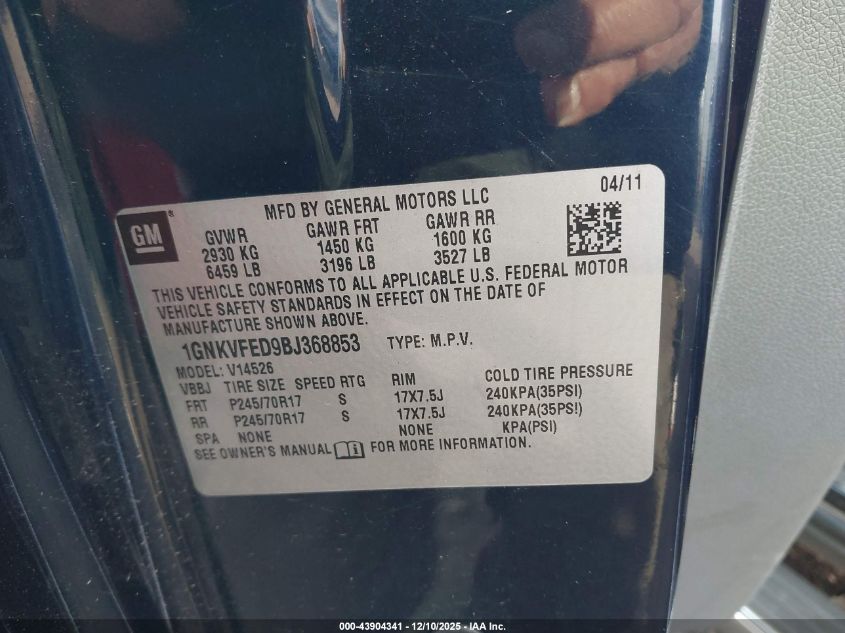 04/11
GM
MFD BY GENERAL MOTORS LLC
GVWR GAWR FRT GAWR RR
2930 KG 1450 KG 1600 KG
6459 LB 3196 LB 3527 LB
THIS VEHICLE CONFORMS TO ALL APPLICABLE U.S. FEDERAL MOTOR
VEHICLE SAFETY STANDARDS IN EFFECT ON THE DATE OF
MANUFACTURE SHOWN ABOVE.
1GNKVFED9BJ368853 TYPE: M.P.V.
MODEL: V14526
VBBJ TIRE SIZE SPEED RTG RIM COLD TIRE PRESSURE
FRT P245/70R17 S 17X7.5J 240KPA(35PSI)
RR P245/70R17 S 17X7.5J 240KPA(35PSI)
SPA NONE NONE KPA(PSI)
SEE OWNER'S MANUAL FOR MORE INFORMATION.
000-43904341 – 12/10/2025 – IAA Inc.